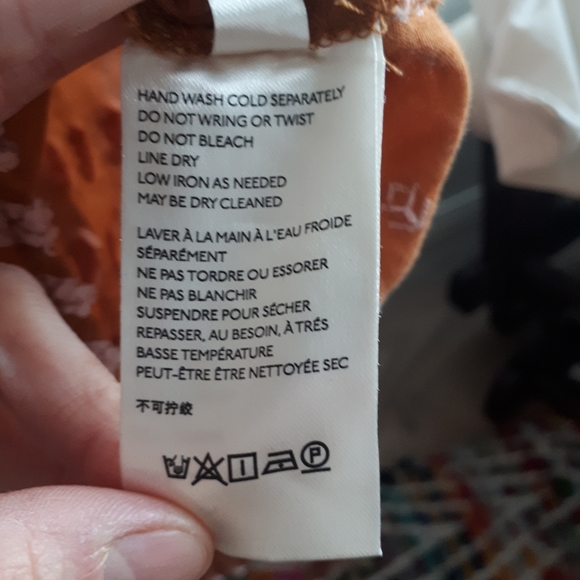 HAND WASH COLD SEPARATELY
DO NOT WRING OR TWIST
DO NOT BLEACH
LINE DRY
LOW IRON AS NEEDED
MAY BE DRY CLEANED
LAVER À LA MAIN À L'EAU FROIDE
SÉPARÉMENT
NE PAS TORDRE OU ESSORER
NE PAS BLANCHIR
SUSPENDRE POUR SÉCHER
REPASSER, AU BESOIN, À TRÉS
BASSE TEMPÉRATURE
PEUT-ÊTRE ÊTRE NETTOYÉE SEC
不可拧绞
P